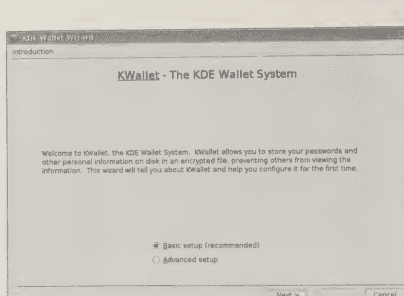 KDE Wallet Wizard
Introduction
KWallet - The KDE Wallet System
Welcome to KWallet, the KDE Wallet System. KWallet allows you to store your passwords and
other personal information on disk in an encrypted file, preventing others from viewing the
information. This wizard will tell you about KWallet and help you configure it for the first time.
Basic setup (recommended)
Advanced setup
Next >
Cancel